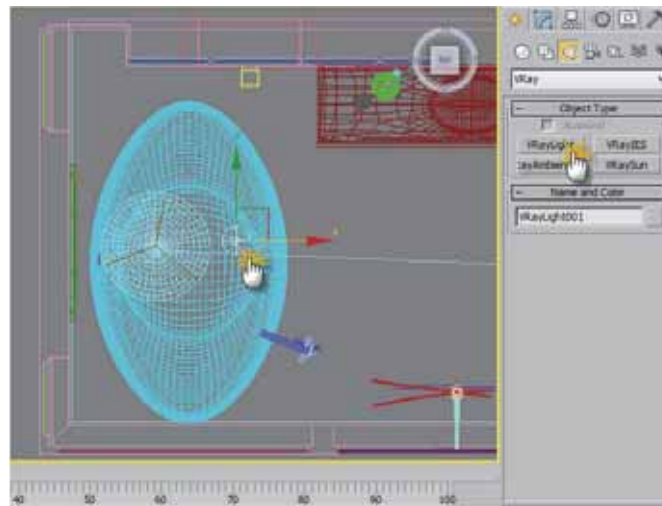 VRay
Object Type
VRayLight VRayIES
VRaySun
Name and Color
VRayLight001
40 50 60 70 80 90 100